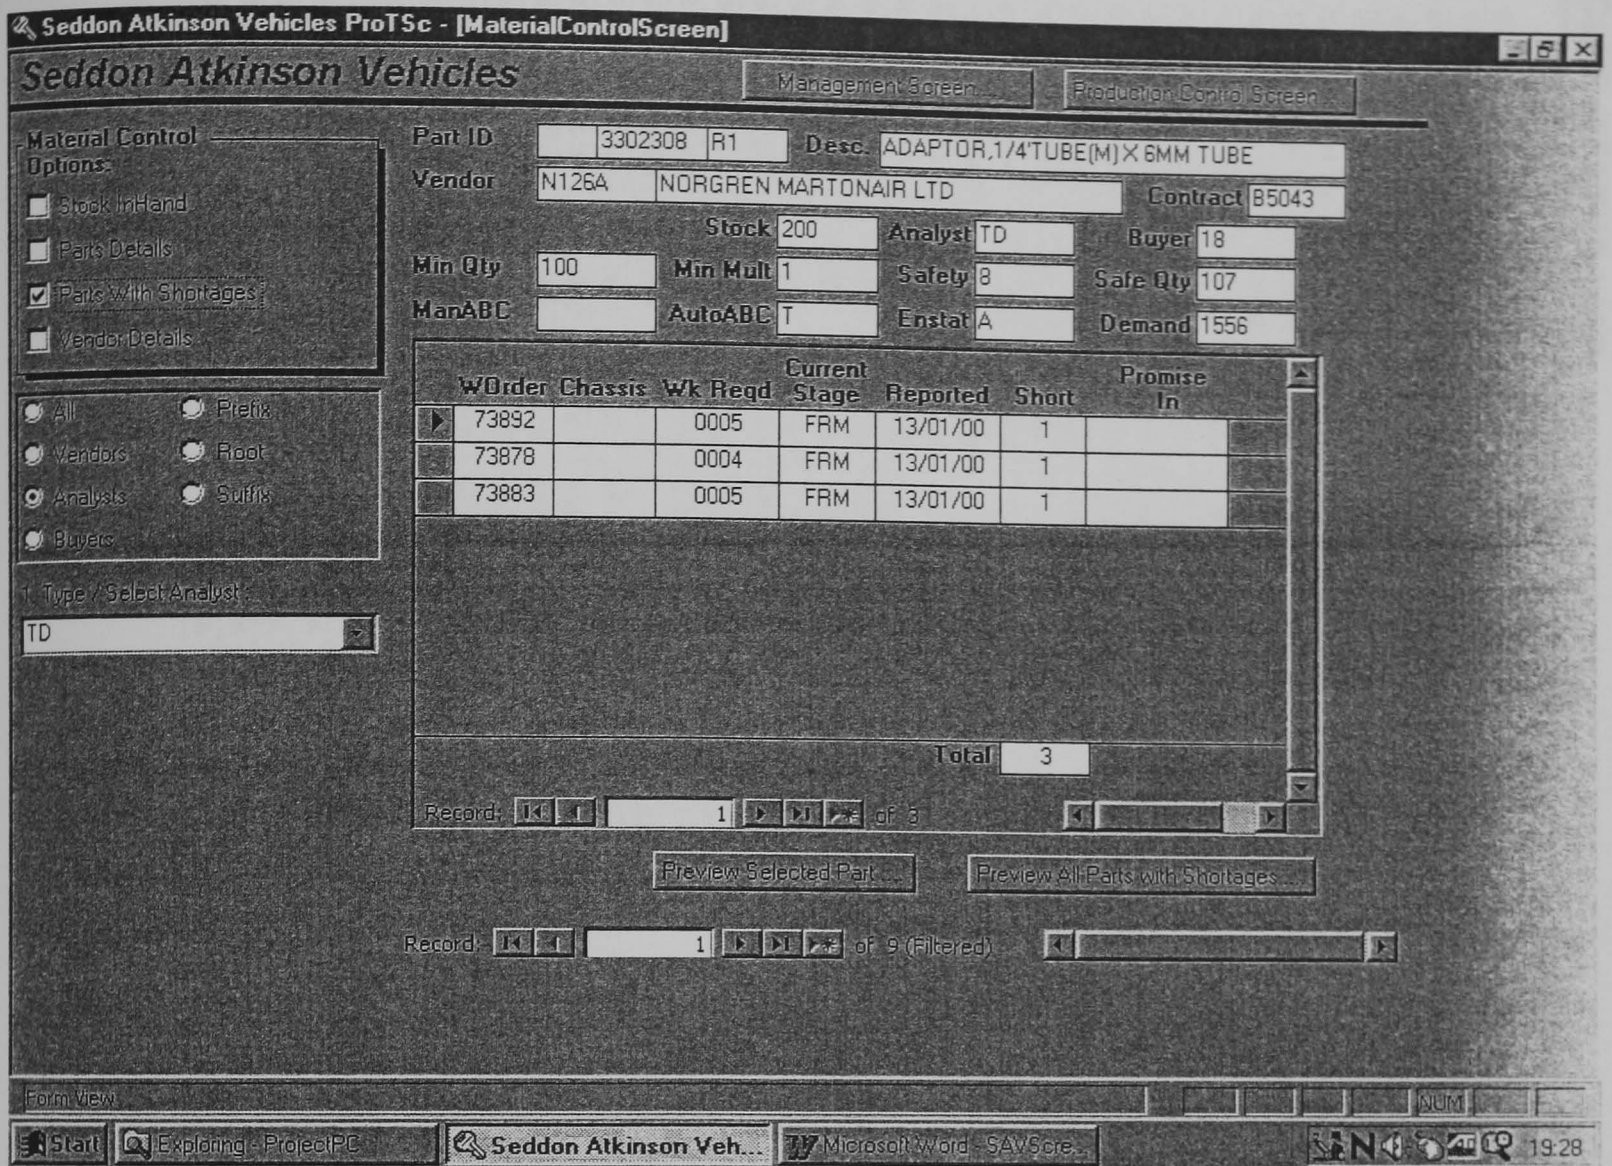 Seddon Atkinson Vehicles ProTSc - [MaterialControlScreen]
Seddon Atkinson Vehicles
Management Screen...
Production Control Screen...
Material Control
Options:
Stock InHand
Parts Details
Parts With Shortages
Vendor Details
All
Prefix
Vendors
Root
Analysts
Suffix
Buyers
1. Type / Select Analyst :
TD
Part ID 3302308 R1 Desc. ADAPTOR,1/4'TUBE(M) X 6MM TUBE
Vendor N126A NORGREN MARTONAIR LTD Contract B5043
Stock 200 Analyst TD Buyer 18
Min Qty 100 Min Mult 1 Safety 8 Safe Qty 107
ManABC AutoABC T Enstat A Demand 1556
WOrder Chassis Wk Reqd Current Stage Reported Short Promise In
73892 0005 FRM 13/01/00 1
73878 0004 FRM 13/01/00 1
73883 0005 FRM 13/01/00 1
Total 3
Record: 1 of 3
Preview Selected Part ...
Preview All Parts with Shortages...
Record: 1 of 9 (Filtered)
Form View
NUM
Start
Exploring - ProjectPC
Seddon Atkinson Veh...
Microsoft Word - SAVScre...
19:28